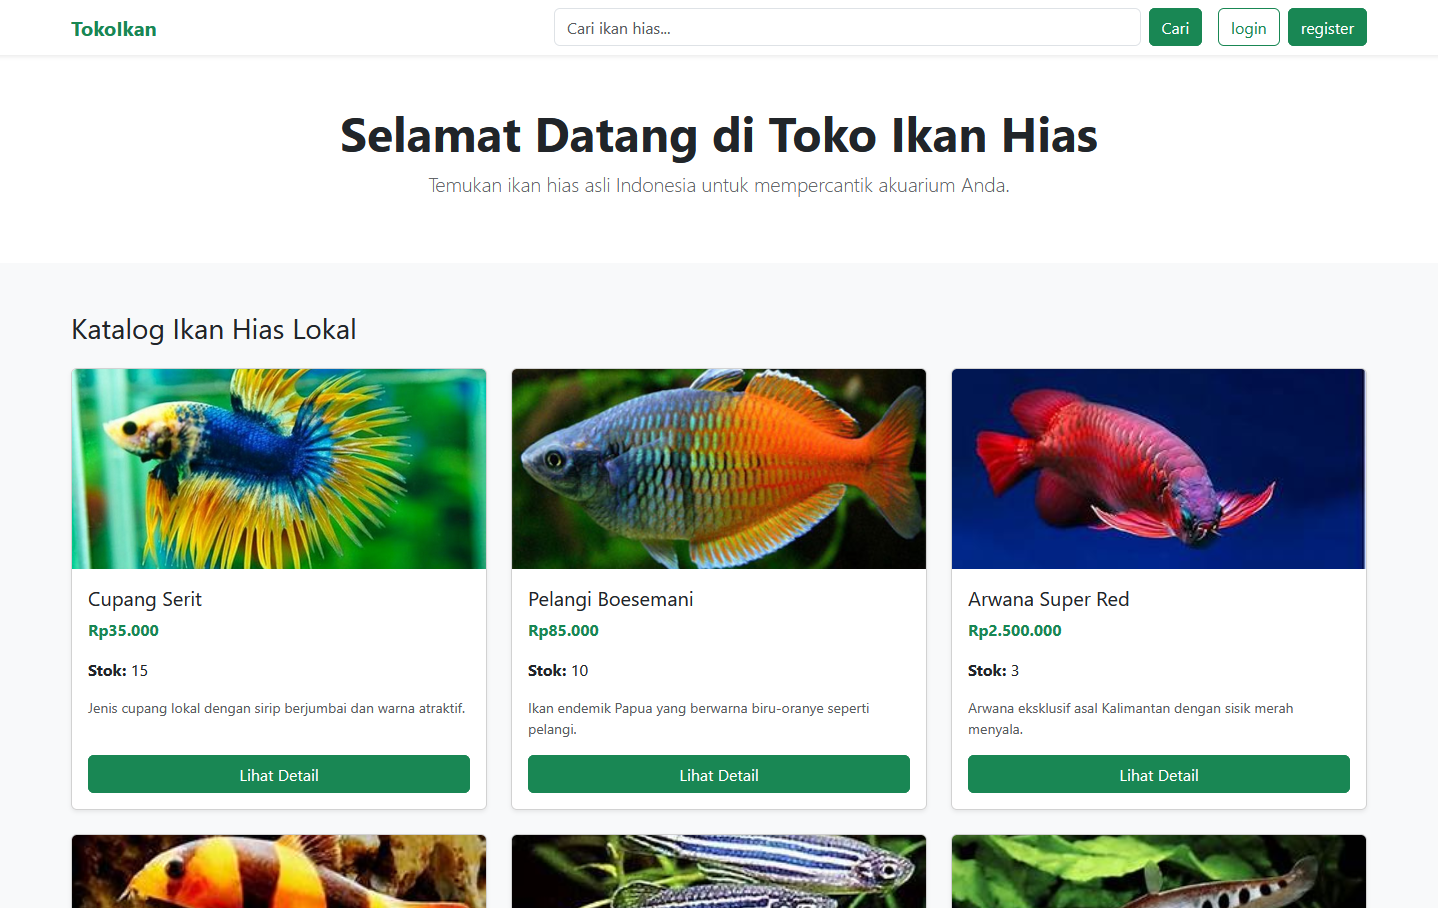 TokoIkan
Cari ikan hias...
Cari
login
register
Selamat Datang di Toko Ikan Hias
Temukan ikan hias asli Indonesia untuk mempercantik akuarium Anda.
Katalog Ikan Hias Lokal
Cupang Serit
Rp35.000
Stok: 15
Jenis cupang lokal dengan sirip berjumbai dan warna atraktif.
Lihat Detail
Pelangi Boesemani
Rp85.000
Stok: 10
Ikan endemik Papua yang berwarna biru-oranye seperti
pelangi.
Lihat Detail
Arwana Super Red
Rp2.500.000
Stok: 3
Arwana eksklusif asal Kalimantan dengan sisik merah
menyala.
Lihat Detail